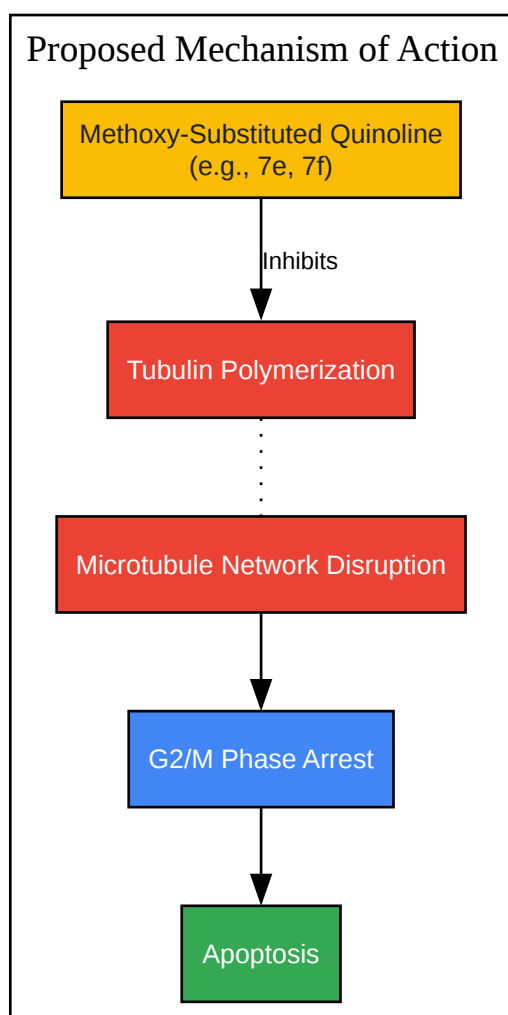 Proposed Mechanism of Action
Methoxy-Substituted Quinoline
(e.g., 7e, 7f)
Inhibits
Tubulin Polymerization
Microtubule Network Disruption
G2/M Phase Arrest
Apoptosis